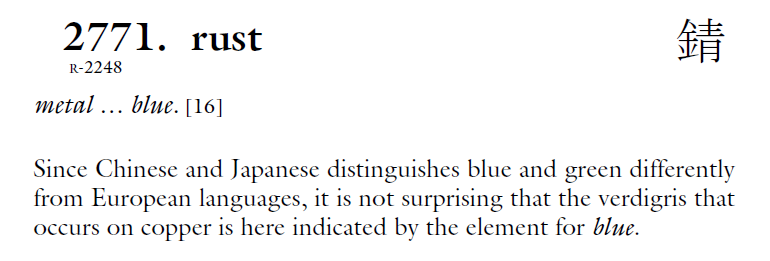 2771. rust 錆
R-2248
metal … blue. [16]
Since Chinese and Japanese distinguishes blue and green differently
from European languages, it is not surprising that the verdigris that
occurs on copper is here indicated by the element for blue.